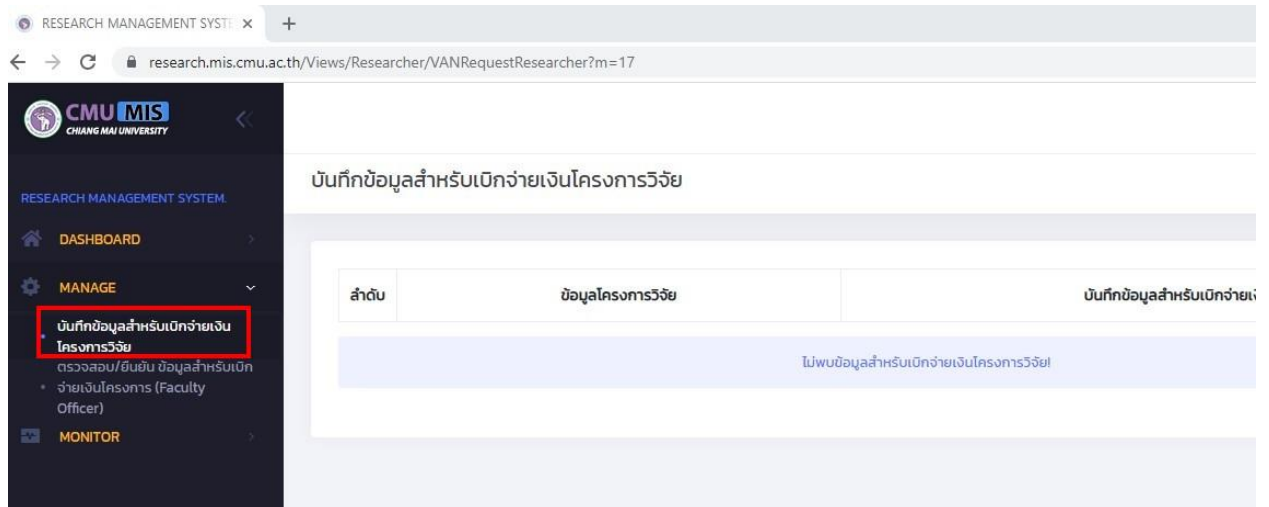 RESEARCH MANAGEMENT SYSTE
research.mis.cmu.ac.th/Views/Researcher/VANRequestResearcher?m=17
CMU MIS
CHIANG MAI UNIVERSITY
บันทึกข้อมูลสำหรับเบิกจ่ายเงินโครงการวิจัย
RESEARCH MANAGEMENT SYSTEM.
DASHBOARD
MANAGE
บันทึกข้อมูลสำหรับเบิกจ่ายเงิน
โครงการวิจัย
ตรวจสอบ/ยืนยัน ข้อมูลสำหรับเบิก
จ่ายเงินโครงการ (Faculty
Officer)
MONITOR
ลำดับ ข้อมูลโครงการวิจัย บันทึกข้อมูลสำหรับเบิกจ่ายเ
ไม่พบข้อมูลสำหรับเบิกจ่ายเงินโครงการวิจัย!